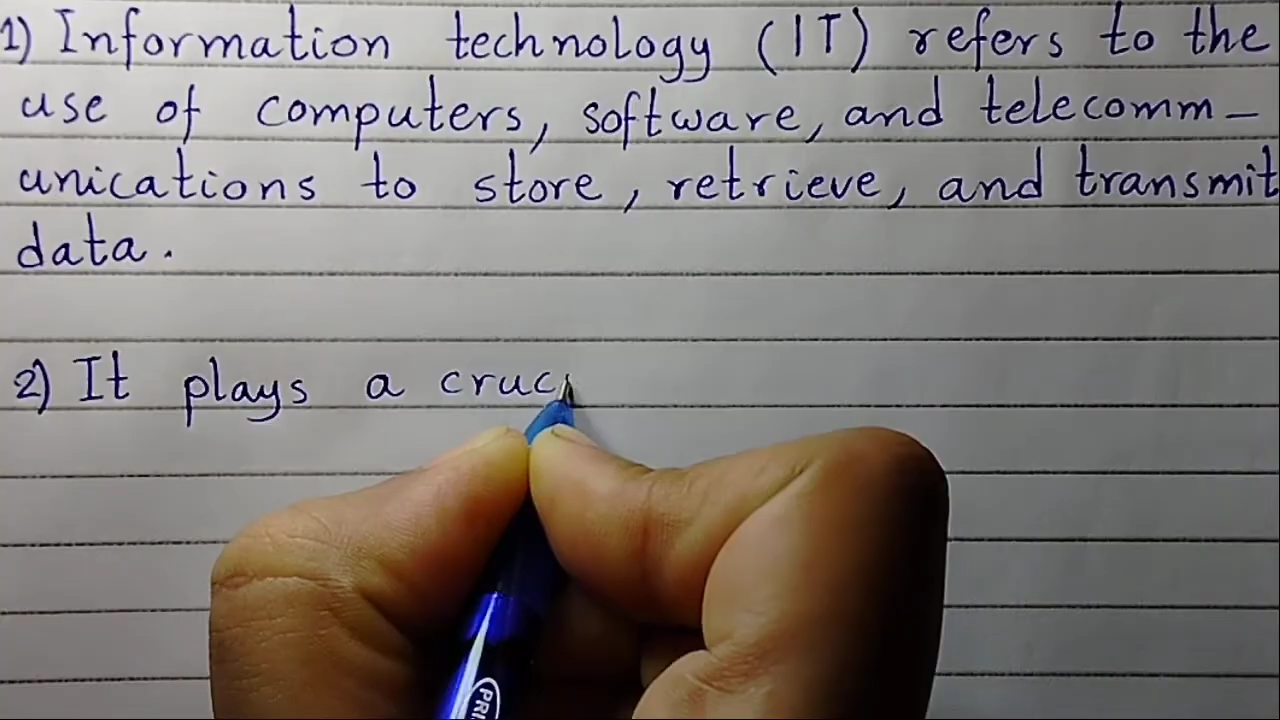 1) Information technology (IT) refers to the
use of computers, software, and telecomm-
unications to store, retrieve, and transmit
data.
2) It plays a cruc
PRI